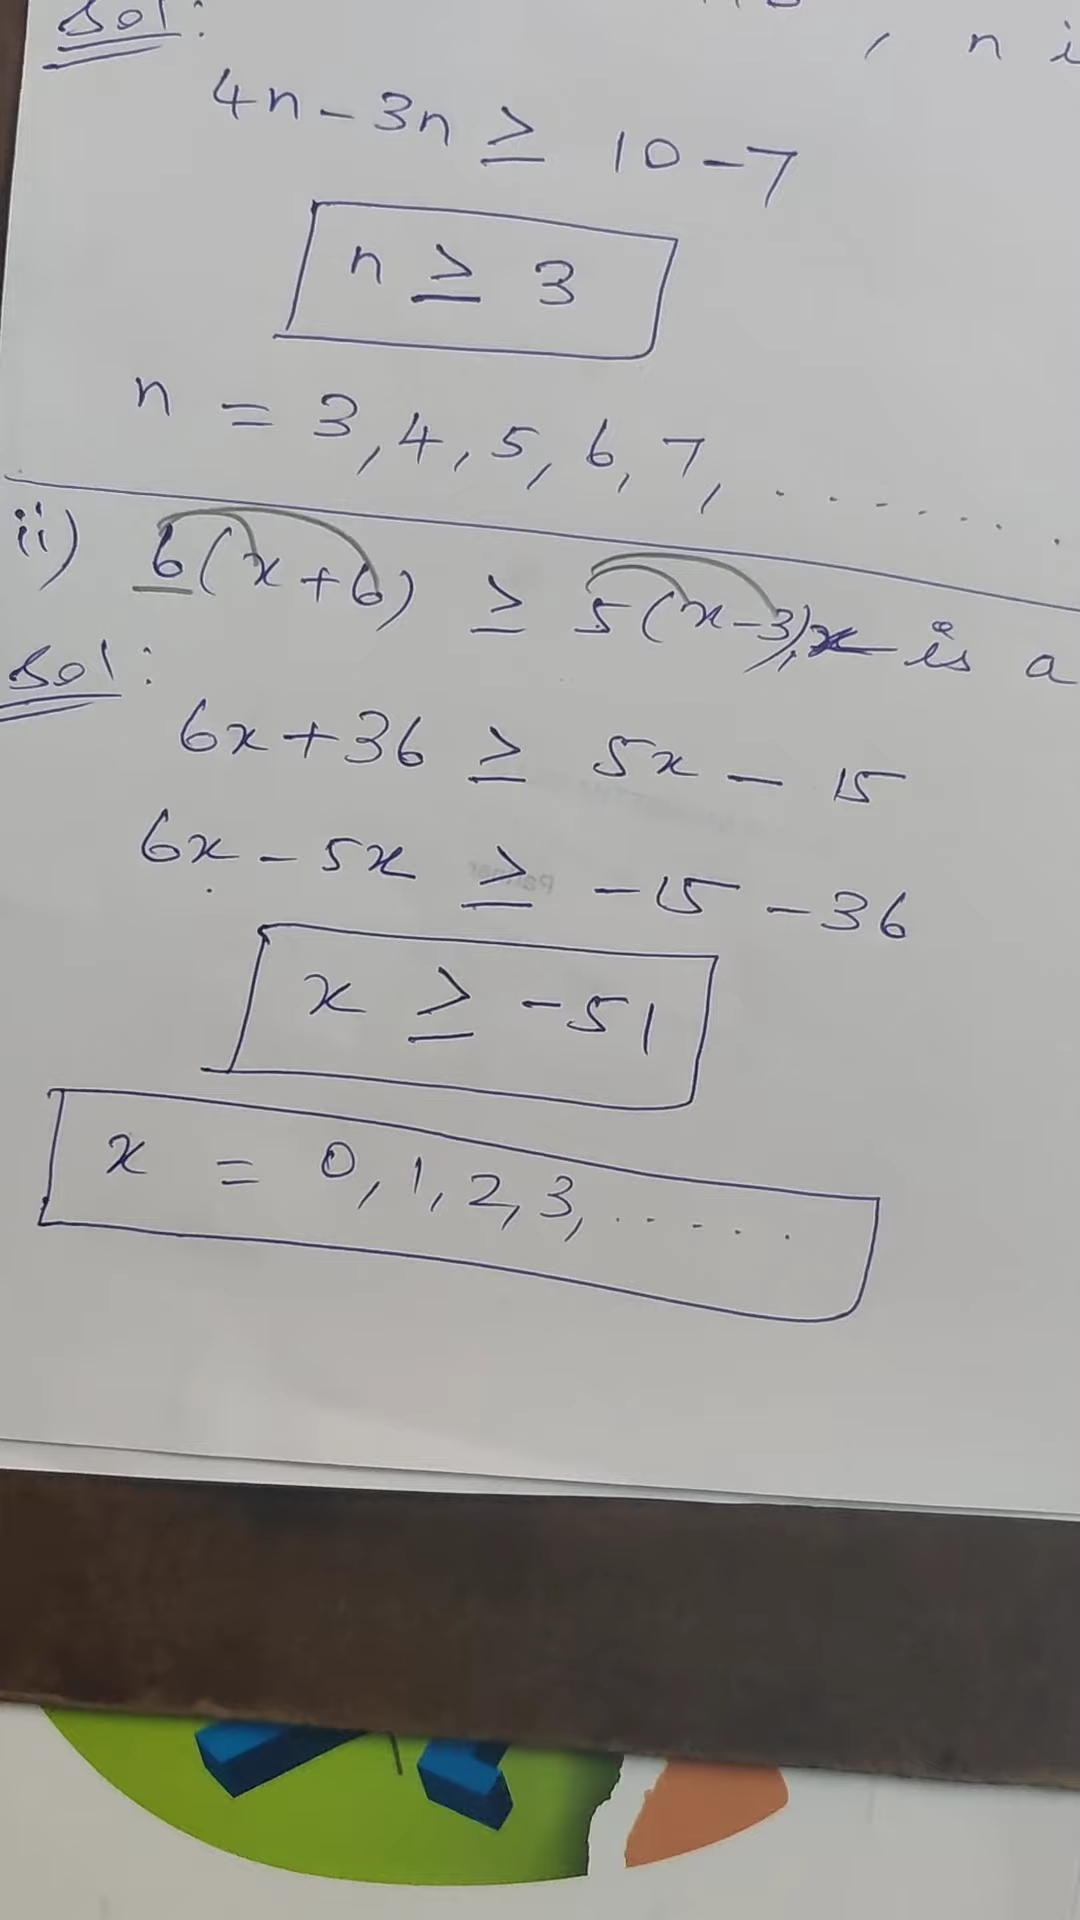 Sol:
, n i
4n - 3n ≥ 10 - 7
n ≥ 3
n = 3, 4, 5, 6, 7, .......
ii) 6(x+6) ≥ 5(x-3), x is a
Sol:
6x + 36 ≥ 5x - 15
6x - 5x ≥ -15 - 36
x ≥ -51
x = 0, 1, 2, 3, .....